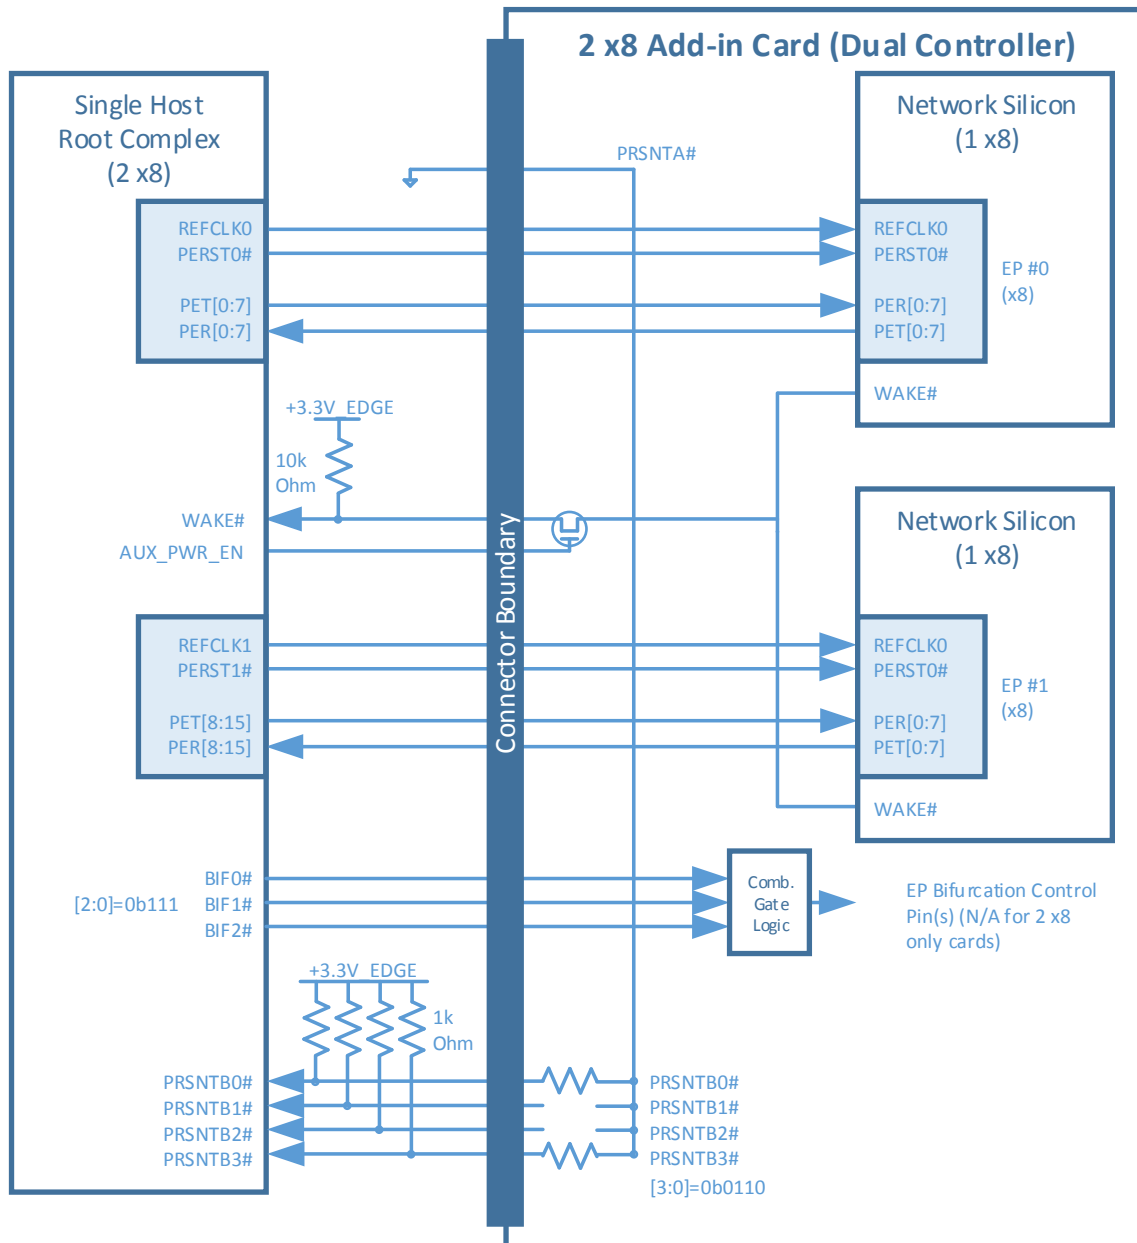 2 x8 Add-in Card (Dual Controller)
Single Host
Root Complex
(2 x8)
Network Silicon
(1 x8)
PRSNTA#
REFCLK0
PERST0#
PET[0:7]
PER[0:7]
REFCLK0
PERST0#
PER[0:7]
PET[0:7]
EP #0
(x8)
WAKE#
+3.3V_EDGE
10k
Ohm
WAKE#
AUX_PWR_EN
Connector Boundary
Network Silicon
(1 x8)
REFCLK1
PERST1#
PET[8:15]
PER[8:15]
REFCLK0
PERST0#
PER[0:7]
PET[0:7]
EP #1
(x8)
WAKE#
BIF0#
[2:0]=0b111 BIF1#
BIF2#
Comb.
Gate
Logic
EP Bifurcation Control
Pin(s) (N/A for 2 x8
only cards)
+3.3V_EDGE
1k
Ohm
PRSNTB0#
PRSNTB1#
PRSNTB2#
PRSNTB3#
PRSNTB0#
PRSNTB1#
PRSNTB2#
PRSNTB3#
[3:0]=0b0110